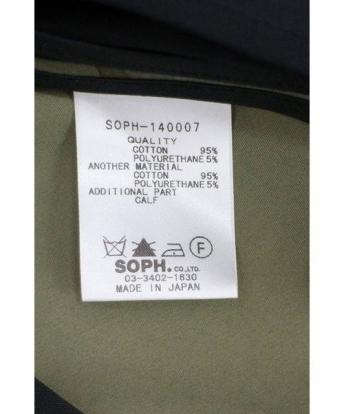 SOPH-140007
QUALITY
COTTON 95%
POLYURETHANE 5%
ANOTHER MATERIAL
COTTON 95%
POLYURETHANE 5%
ADDITIONAL PART
CALF
F
SOPH. CO.,LTD.
03-3402-1630
MADE IN JAPAN